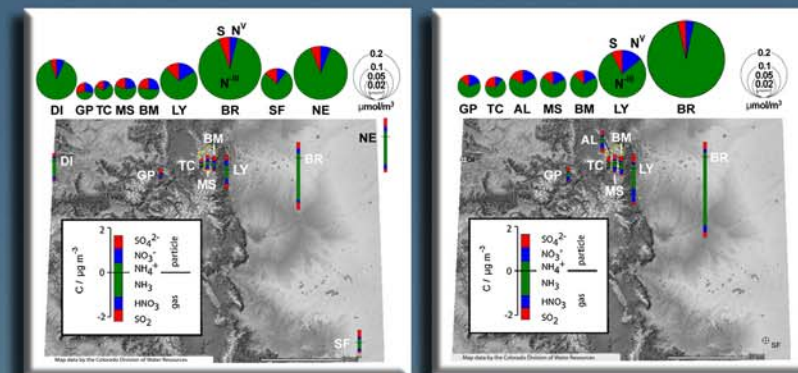 S N^V
N^-III
0.2
0.1
0.05
0.02
µmol/m³
DI GP TC MS BM LY BR SF NE
NE
BM
DI
TC
BR
GP
LY
MS
2
0
-2
C / µg m⁻³
SO₄²⁻
NO₃⁻
NH₄⁺
NH₃
HNO₃
SO₂
particle
gas
SF
Map data by the Colorado Division of Water Resources
S N^V
N^-III
0.2
0.1
0.05
0.02
µmol/m³
GP TC AL MS BM LY BR
AL
BM
TC
BR
GP
LY
MS
2
0
-2
C / µg m⁻³
SO₄²⁻
NO₃⁻
NH₄⁺
NH₃
HNO₃
SO₂
particle
gas
SF
Map data by the Colorado Division of Water Resources